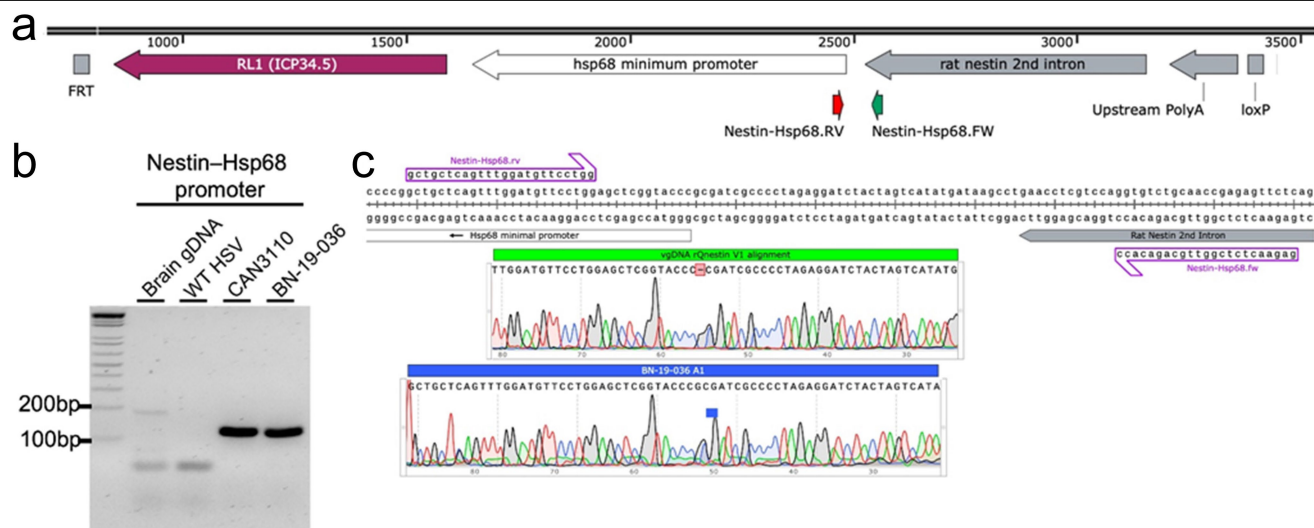 a
1000 1500 2000 2500 3000 3500
RL1 (ICP34.5) hsp68 minimum promoter rat nestin 2nd intron
FRT
Upstream PolyA loxP
Nestin-Hsp68.RV Nestin-Hsp68.FW
b
Nestin–Hsp68
promoter
Brain gDNA
WT HSV
CAN3110
BN-19-036
200bp
100bp
c
Nestin-Hsp68.rv
gctgctcagtttggatgttcctgg
ccccggctgctcagtttggatgttcctggagctcggtacccgcgatcgcccctagaggatctactagtcatatgataagcctgaacctcgtccaggtgtctgcaaccgagagttctcag
ggggccgacgagtcaaacctacaaggacctcgagccatgggcgctagcggggatctcctagatgatcagtatactattcggacttggagcaggtccacagacgttggctctcaagagtc
Hsp68 minimal promoter Rat Nestin 2nd Intron
ccacagacgttggctctcaagag
Nestin-Hsp68.fw
vgDNA rQnestin V1 alignment
TTGGATGTTCCTGGAGCTCGGTACCC-CGATCGCCCCTAGAGGATCTACTAGTCATATG
80 70 60 50 40 30
BN-19-036 A1
GCTGCTCAGTTTGGATGTTCCTGGAGCTCGGTACCCGCGATCGCCCCTAGAGGATCTACTAGTCATA
80 70 60 50 40 30